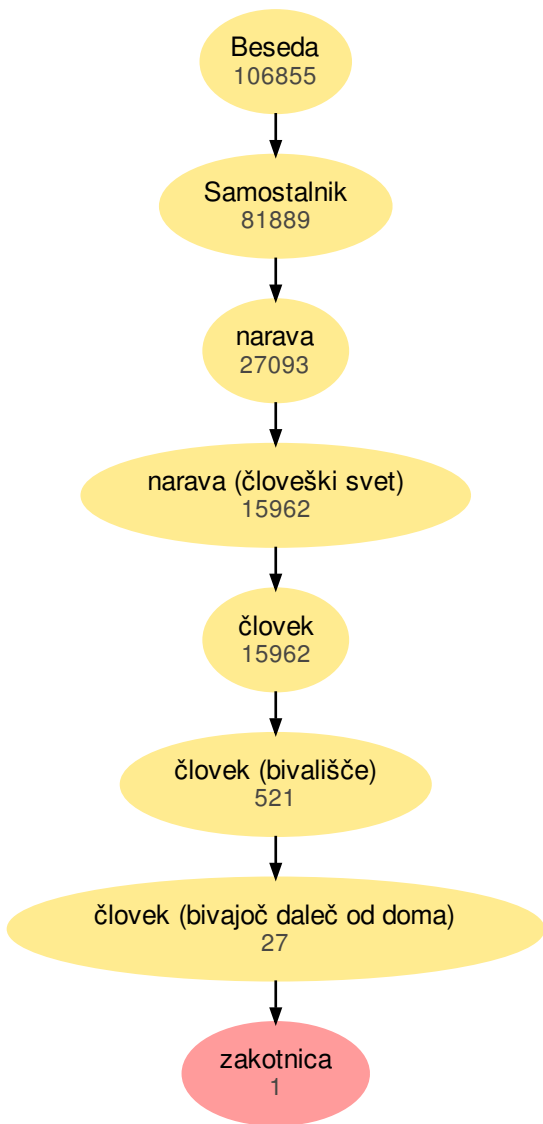 Beseda
106855
Samostalnik
81889
narava
27093
narava (človeški svet)
15962
človek
15962
človek (bivališče)
521
človek (bivajoč daleč od doma)
27
zakotnica
1